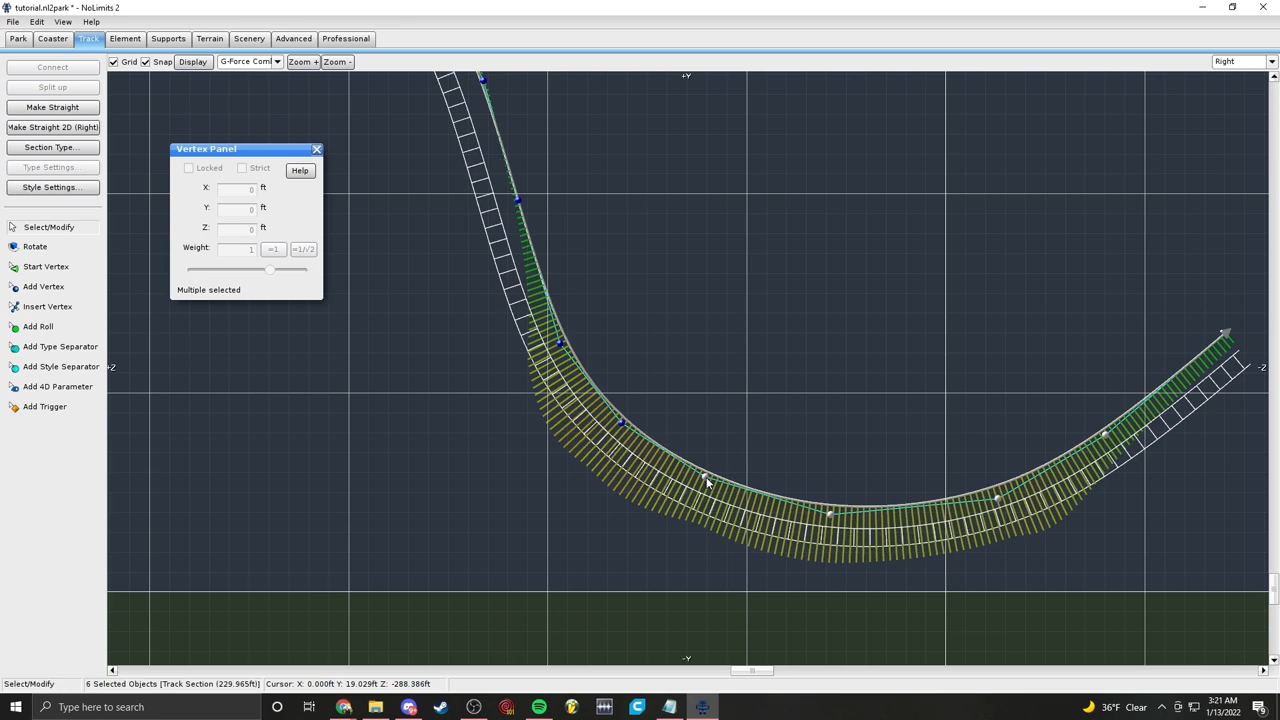 tutorial.nl2park * - NoLimits 2
File Edit View Help
Park Coaster Track Element Supports Terrain Scenery Advanced Professional
Grid Snap Display G-Force Coml Zoom + Zoom - Right
Connect
Split up
Make Straight
Make Straight 2D (Right)
Section Type...
Type Settings...
Style Settings...
Select/Modify
Rotate
Start Vertex
Add Vertex
Insert Vertex
Add Roll
Add Type Separator
Add Style Separator
Add 4D Parameter
Add Trigger
Vertex Panel
Locked Strict Help
X: 0 ft
Y: 0 ft
Z: 0 ft
Weight: 1 =1 =1/√2
Multiple selected
+Y
+Z
-Z
-Y
Select/Modify 6 Selected Objects [Track Section (229.965ft)] Cursor: X: 0.000ft Y: 19.029ft Z: -288.386ft
Type here to search
36°F Clear
3:21 AM
1/13/2022